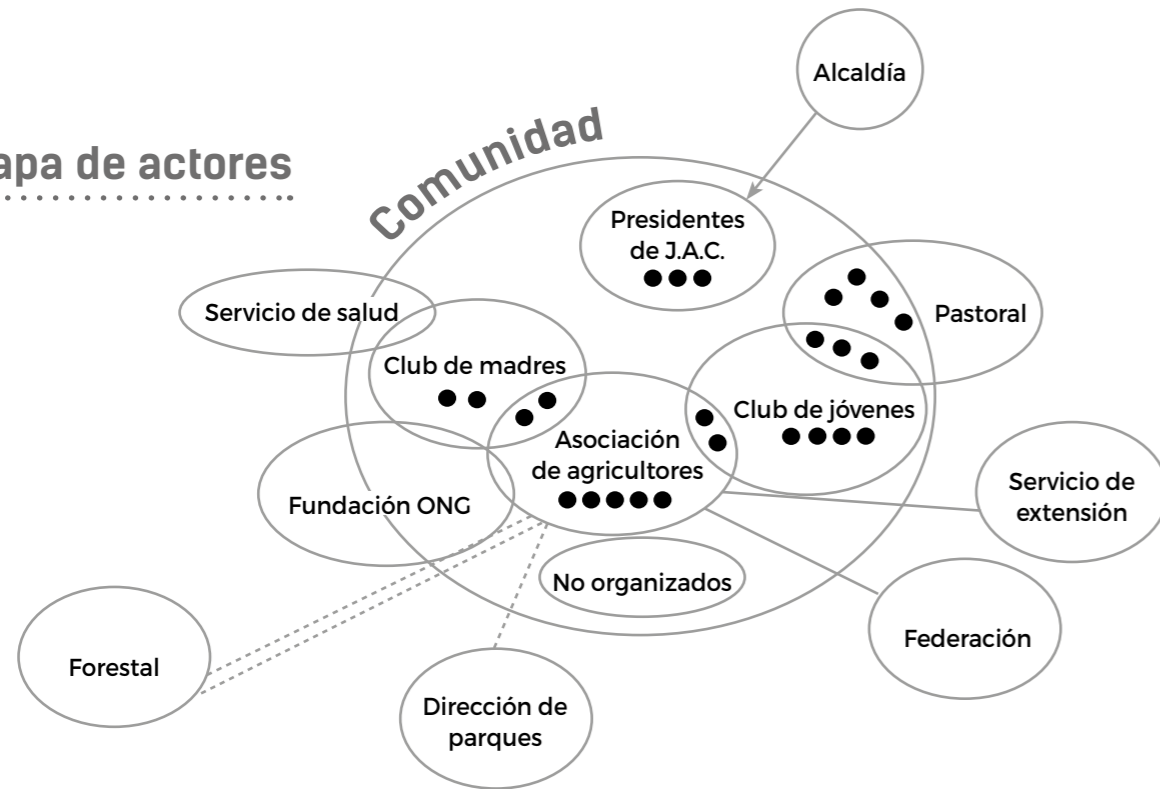 apa de actores
Comunidad
Alcaldía
Presidentes
de J.A.C.
Servicio de salud
Pastoral
Club de madres
Club de jóvenes
Asociación
de agricultores
Fundación ONG
Servicio de
extensión
No organizados
Federación
Forestal
Dirección de
parques